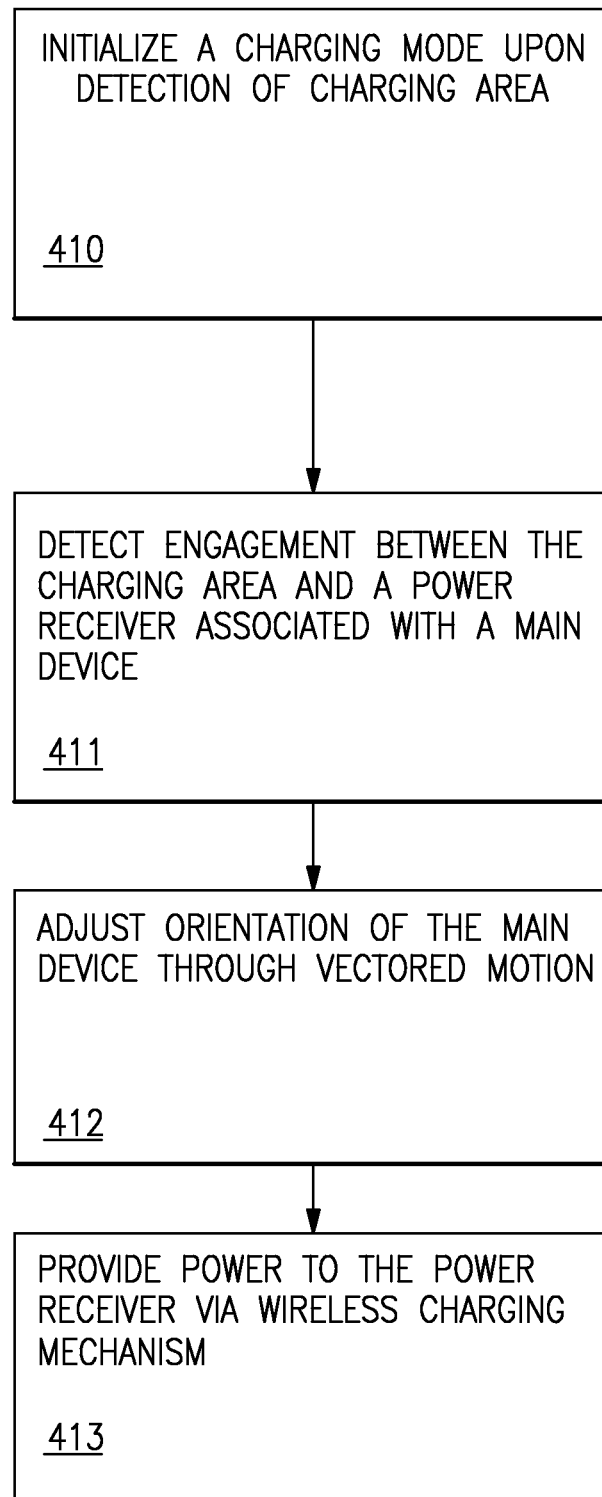 INITIALIZE A CHARGING MODE UPON
DETECTION OF CHARGING AREA
410
DETECT ENGAGEMENT BETWEEN THE
CHARGING AREA AND A POWER
RECEIVER ASSOCIATED WITH A MAIN
DEVICE
411
ADJUST ORIENTATION OF THE MAIN
DEVICE THROUGH VECTORED MOTION
412
PROVIDE POWER TO THE POWER
RECEIVER VIA WIRELESS CHARGING
MECHANISM
413